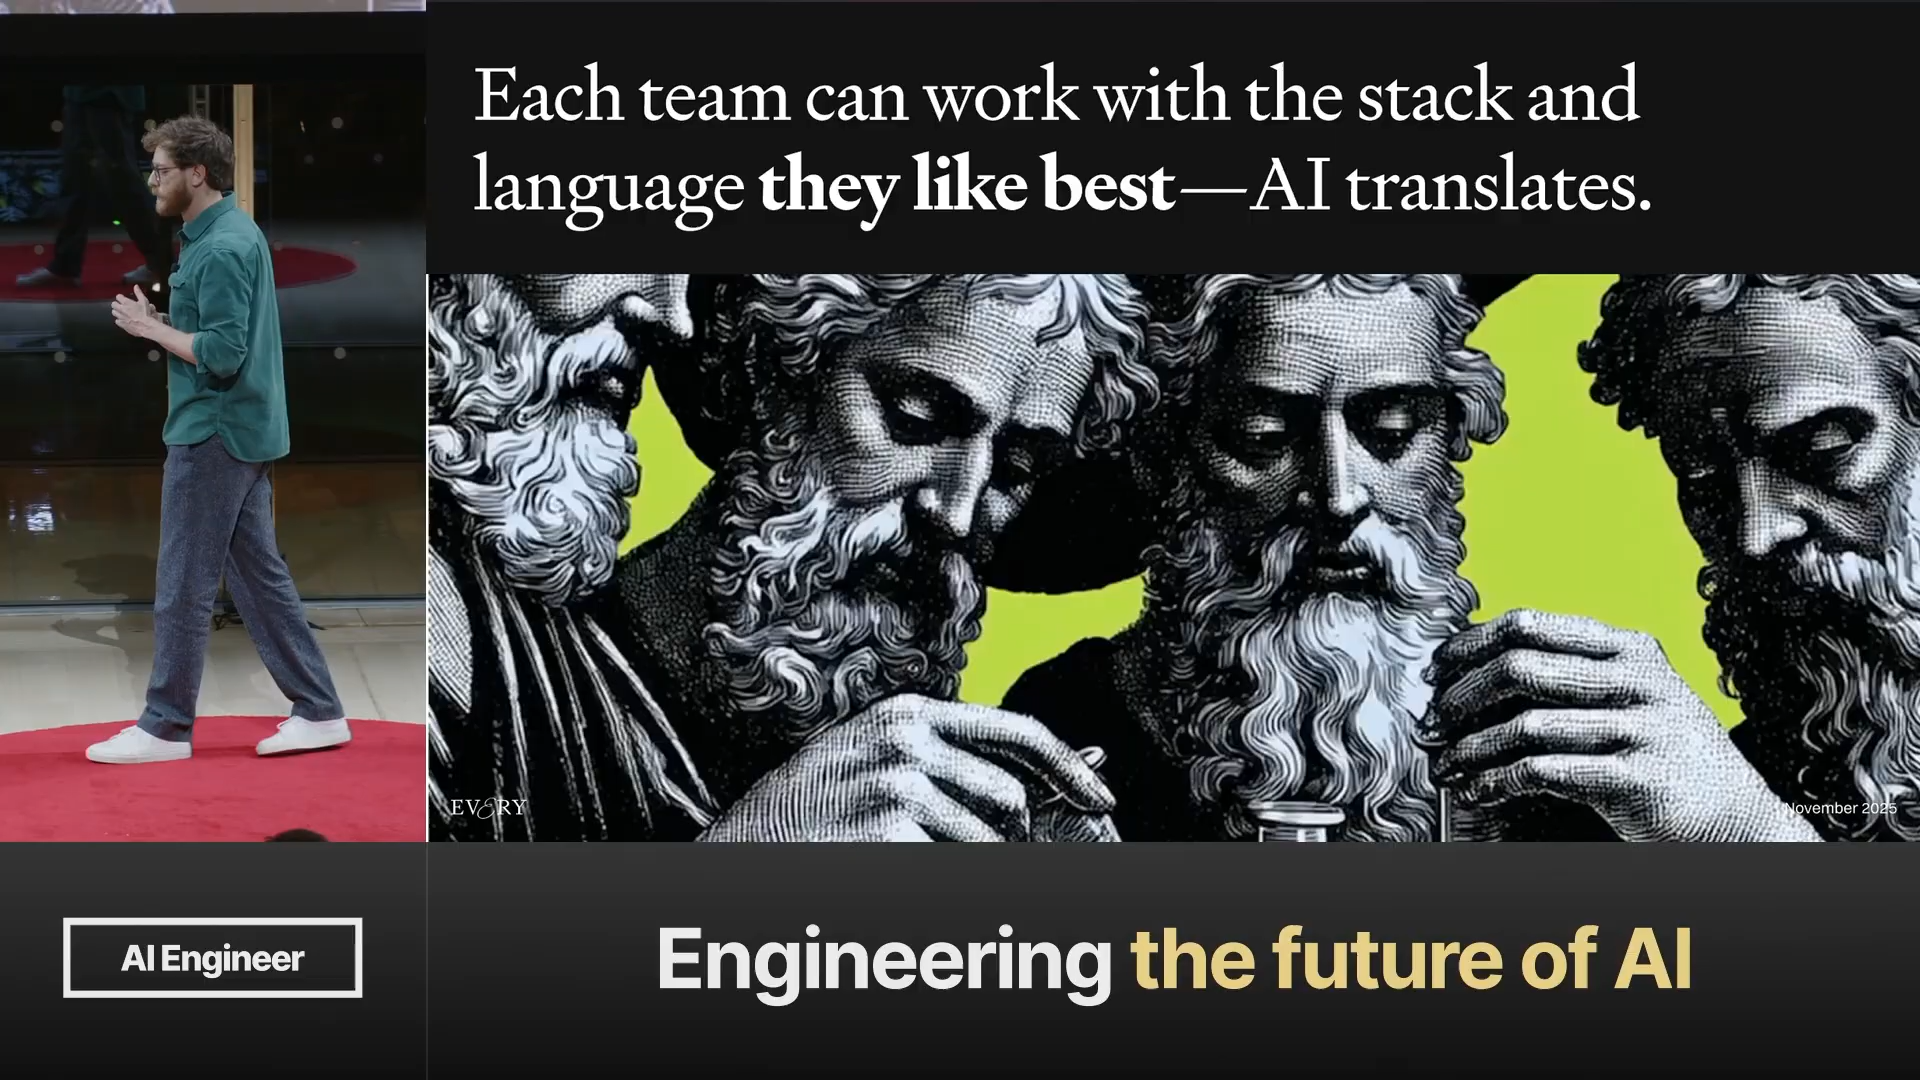 Each team can work with the stack and
language they like best—AI translates.
EVERY
November 2025
AI Engineer
Engineering the future of AI